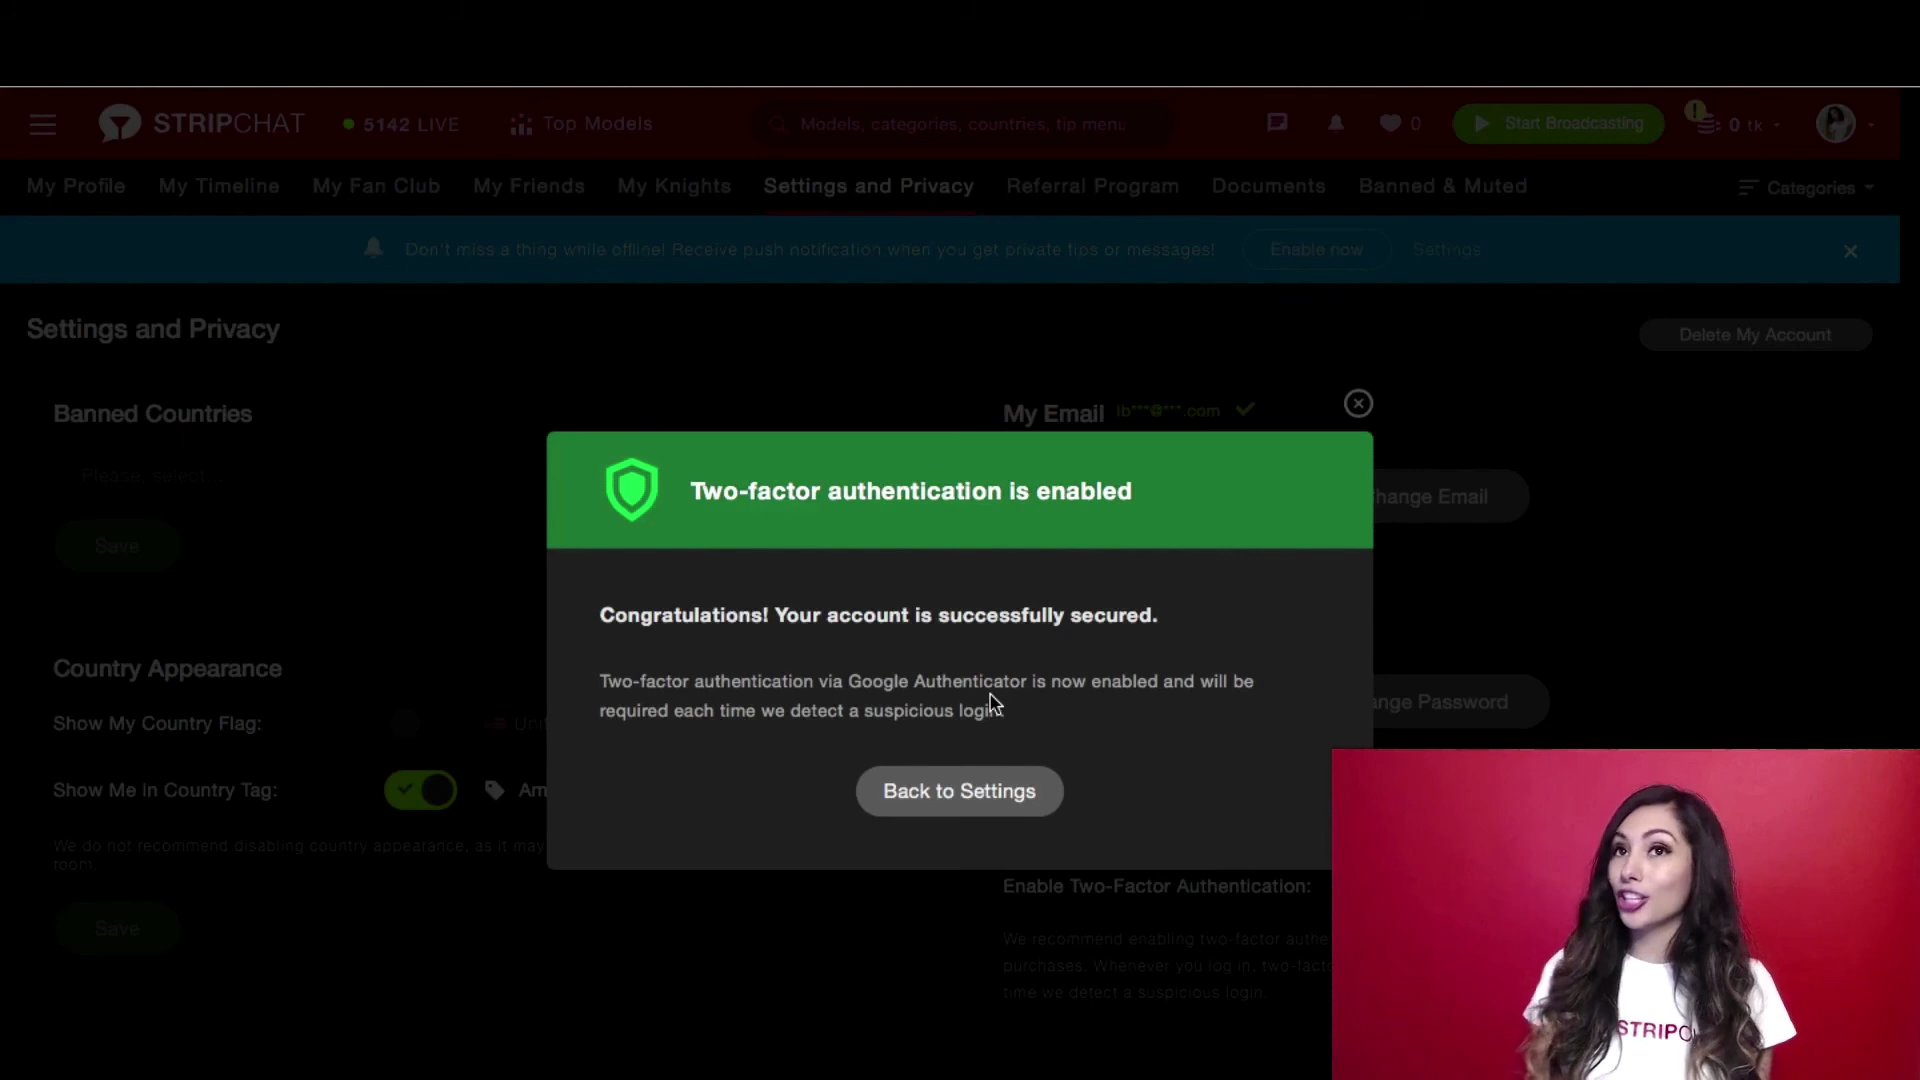 STRIPCHAT
5142 LIVE
Top Models
Models, categories, countries, tip menu
0
Start Broadcasting
0 tk
My Profile
My Timeline
My Fan Club
My Friends
My Knights
Settings and Privacy
Referral Program
Documents
Banned & Muted
Categories
Don't miss a thing while offline! Receive push notification when you get private tips or messages!
Enable now
Settings
Settings and Privacy
Delete My Account
Banned Countries
Please, select...
Save
My Email lb***@***.com
Change Email
Two-factor authentication is enabled
Congratulations! Your account is successfully secured.
Two-factor authentication via Google Authenticator is now enabled and will be
required each time we detect a suspicious login.
Back to Settings
Country Appearance
Show My Country Flag:
Show Me in Country Tag:
We do not recommend disabling country appearance, as it may
room.
Save
Password
Enable Two-Factor Authentication:
We recommend enabling two-factor
purchases. Whenever you log in,
time we detect a suspicious login.
STRIPC